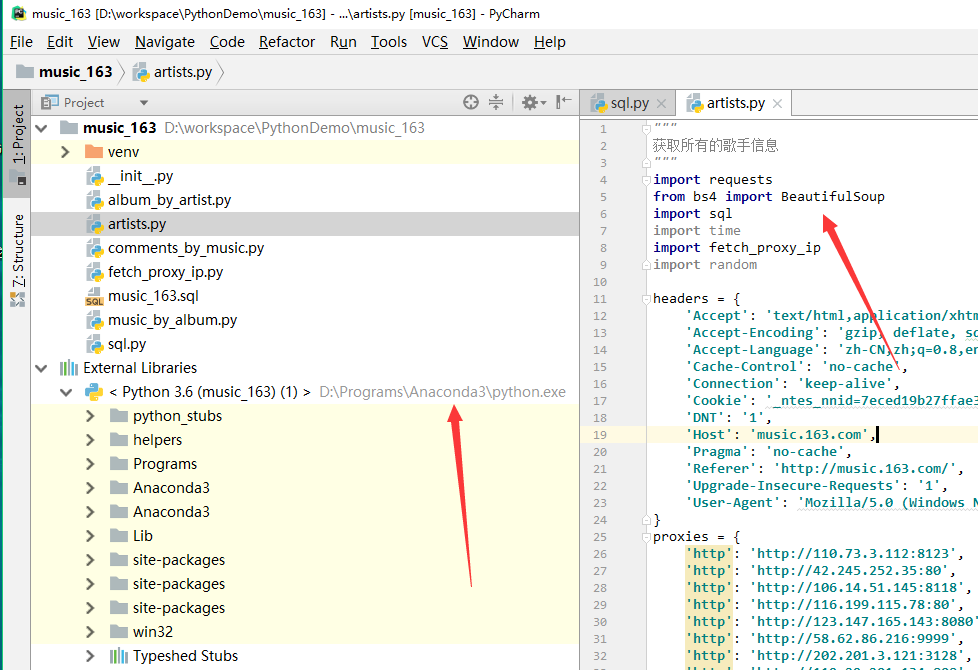 music_163 [D:\workspace\PythonDemo\music_163] - ...\artists.py [music_163] - PyCharm
File Edit View Navigate Code Refactor Run Tools VCS Window Help
music_163 artists.py
1: Project
Z: Structure
Project
music_163 D:\workspace\PythonDemo\music_163
venv
__init__.py
album_by_artist.py
artists.py
comments_by_music.py
fetch_proxy_ip.py
SQL music_163.sql
music_by_album.py
sql.py
External Libraries
< Python 3.6 (music_163) (1) > D:\Programs\Anaconda3\python.exe
python_stubs
helpers
Programs
Anaconda3
Anaconda3
Lib
site-packages
site-packages
site-packages
win32
Typeshed Stubs
sql.py artists.py
1 """
2 获取所有的歌手信息
3 """
4 import requests
5 from bs4 import BeautifulSoup
6 import sql
7 import time
8 import fetch_proxy_ip
9 import random
10
11 headers = {
12 'Accept': 'text/html,application/xhtm
13 'Accept-Encoding': 'gzip, deflate, sd
14 'Accept-Language': 'zh-CN,zh;q=0.8,en
15 'Cache-Control': 'no-cache',
16 'Connection': 'keep-alive',
17 'Cookie': '_ntes_nnid=7eced19b27ffae3
18 'DNT': '1',
19 'Host': 'music.163.com',
20 'Pragma': 'no-cache',
21 'Referer': 'http://music.163.com/',
22 'Upgrade-Insecure-Requests': '1',
23 'User-Agent': 'Mozilla/5.0 (Windows N
24 }
25 proxies = {
26 'http': 'http://110.73.3.112:8123',
27 'http': 'http://42.245.252.35:80',
28 'http': 'http://106.14.51.145:8118',
29 'http': 'http://116.199.115.78:80',
30 'http': 'http://123.147.165.143:8080'
31 'http': 'http://58.62.86.216:9999',
32 'http': 'http://202.201.3.121:3128',